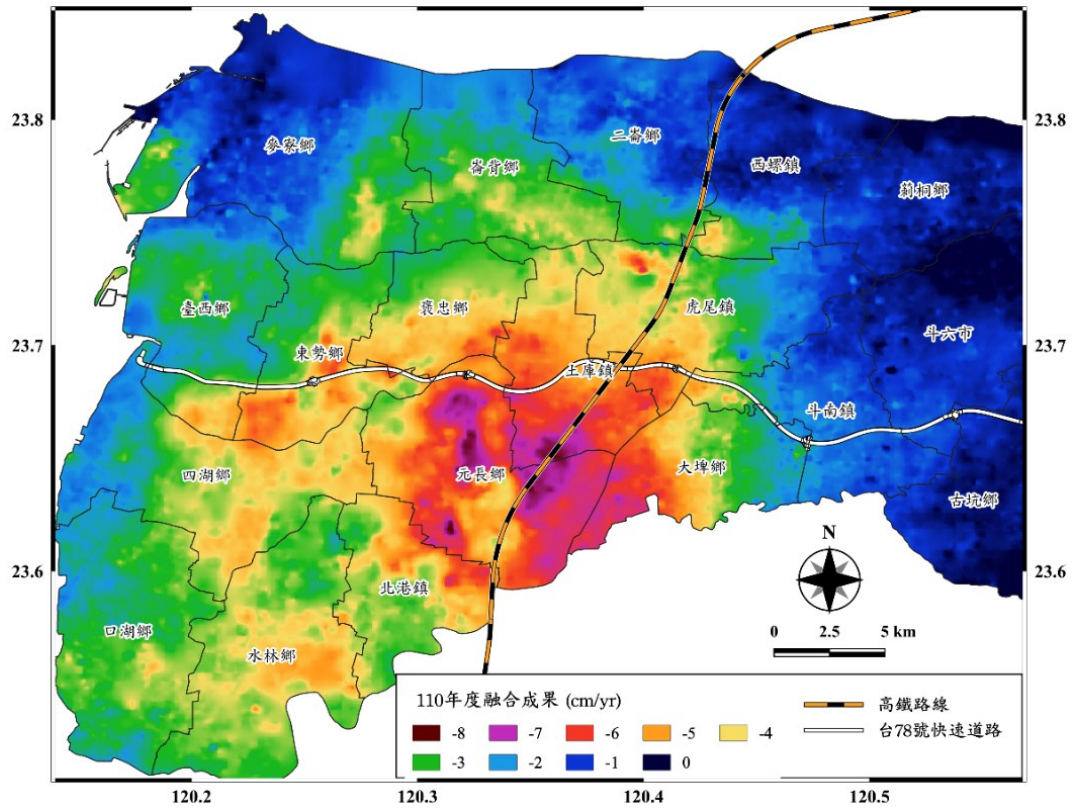 23.8
23.7
23.6
23.8
23.7
23.6
120.2
120.3
120.4
120.5
麥寮鄉
崙背鄉
二崙鄉
西螺鎮
莿桐鄉
臺西鄉
東勢鄉
褒忠鄉
土庫鎮
虎尾鎮
斗六市
斗南鎮
四湖鄉
元長鄉
大埤鄉
古坑鄉
北港鎮
口湖鄉
水林鄉
N
0 2.5 5 km
110年度融合成果 (cm/yr)
-8 -7 -6 -5 -4
-3 -2 -1 0
高鐵路線
台78號快速道路